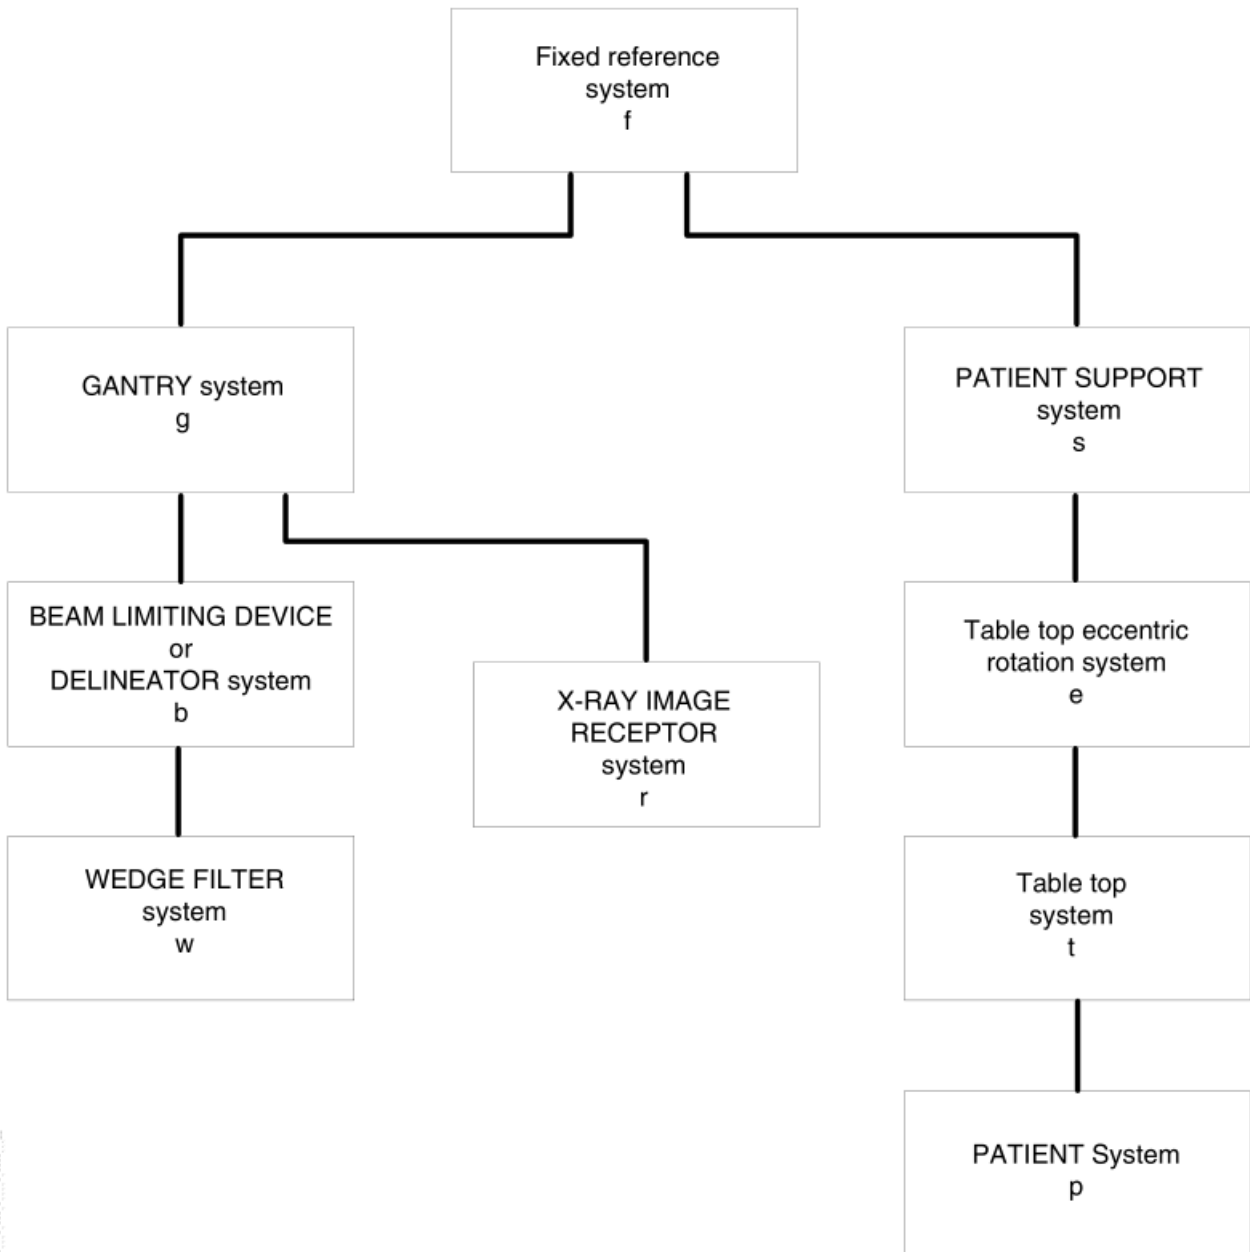 Fixed reference
system
f
GANTRY system
g
PATIENT SUPPORT
system
s
BEAM LIMITING DEVICE
or
DELINEATOR system
b
X-RAY IMAGE
RECEPTOR
system
r
Table top eccentric
rotation system
e
WEDGE FILTER
system
w
Table top
system
t
PATIENT System
p